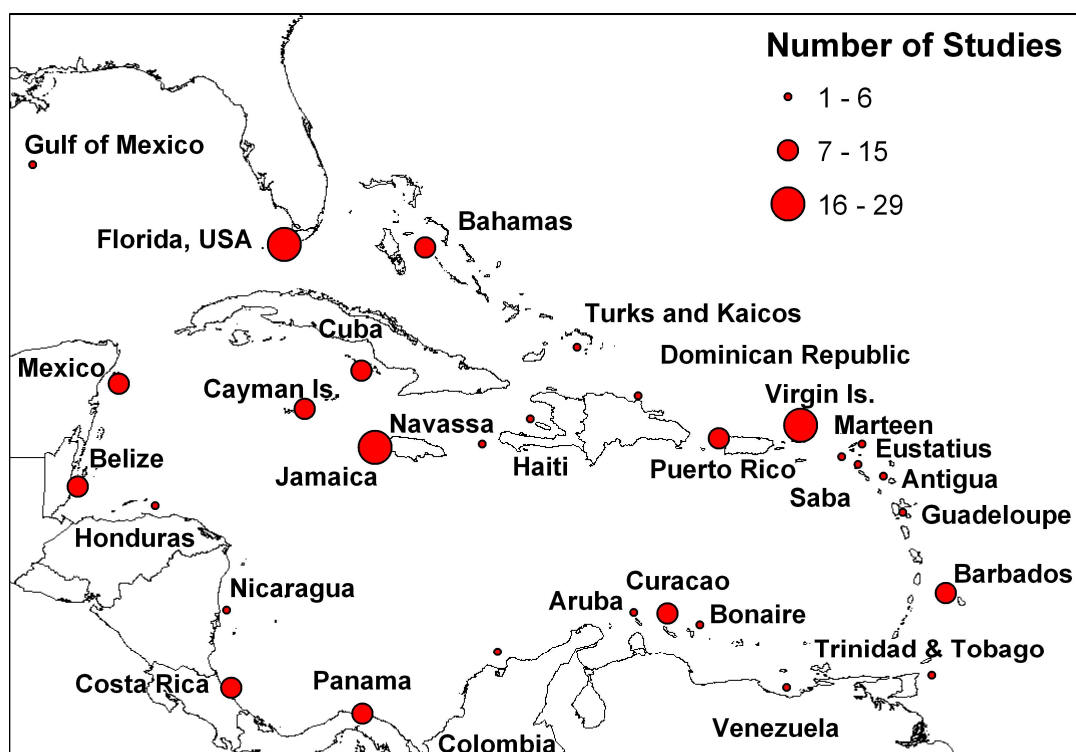 Number of Studies
1 - 6
7 - 15
16 - 29
Gulf of Mexico
Florida, USA
Bahamas
Turks and Kaicos
Cuba
Dominican Republic
Mexico
Cayman Is.
Virgin Is.
Navassa
Marteen
Eustatius
Belize
Jamaica
Haiti
Puerto Rico
Saba
Antigua
Guadeloupe
Honduras
Nicaragua
Curacao
Barbados
Aruba
Bonaire
Trinidad & Tobago
Costa Rica
Panama
Venezuela
Colombia